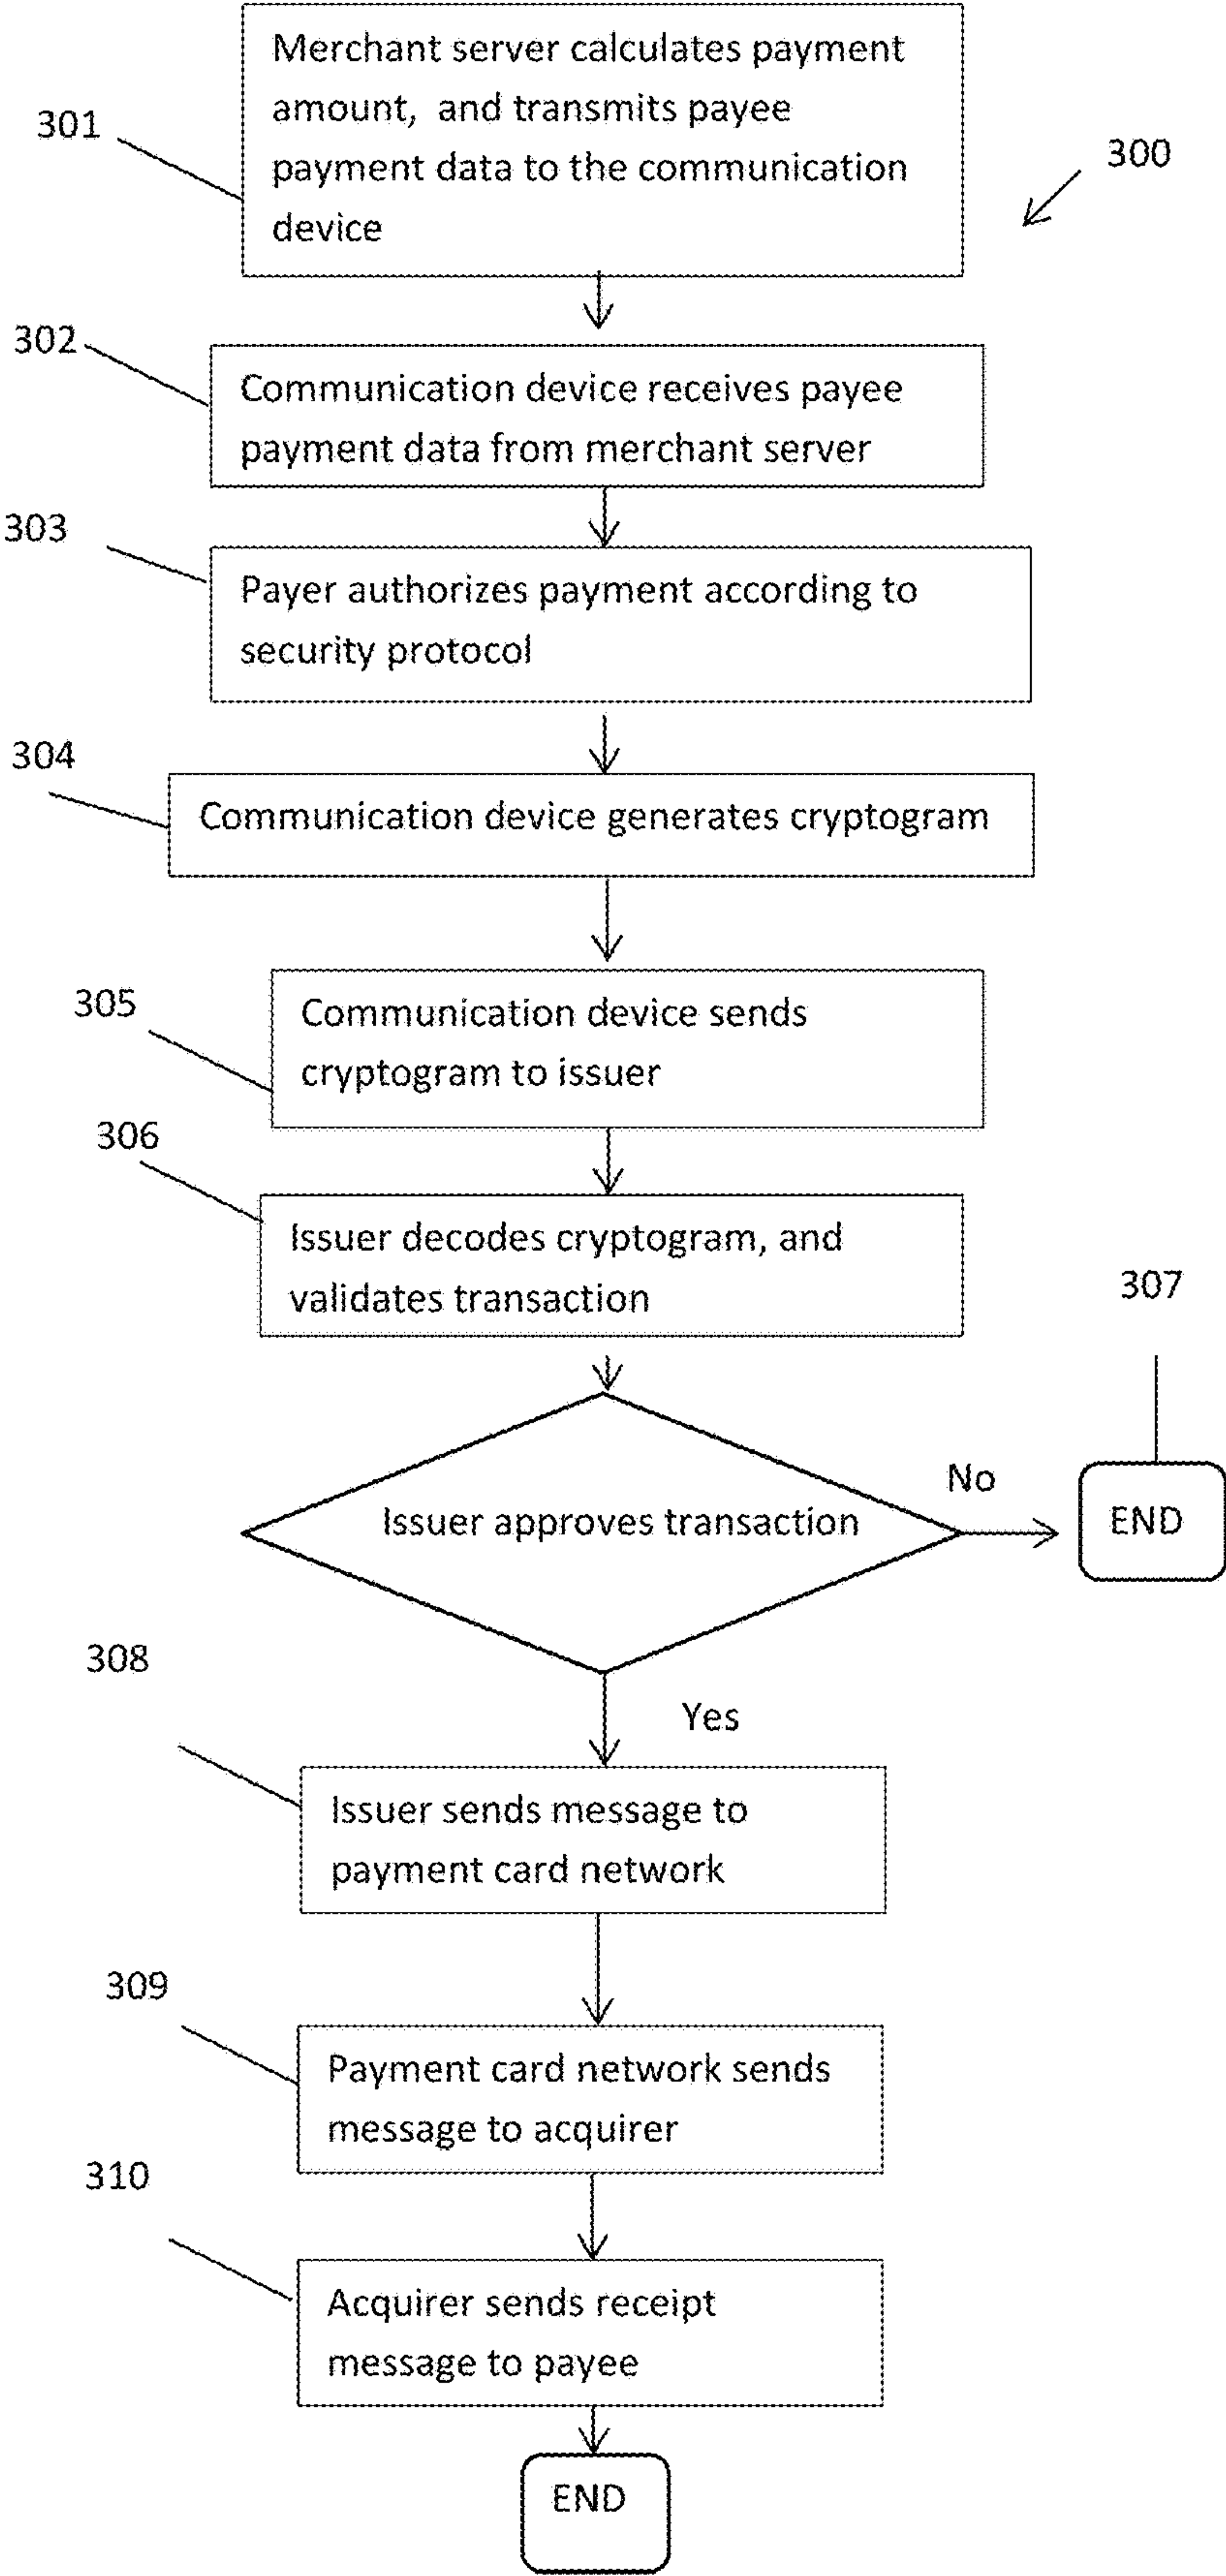 Merchant server calculates payment
amount, and transmits payee
payment data to the communication
device
301
300
302
Communication device receives payee
payment data from merchant server
303
Payer authorizes payment according to
security protocol
304
Communication device generates cryptogram
305
Communication device sends
cryptogram to issuer
306
Issuer decodes cryptogram, and
validates transaction
307
Issuer approves transaction
No
END
308
Yes
Issuer sends message to
payment card network
309
Payment card network sends
message to acquirer
310
Acquirer sends receipt
message to payee
END